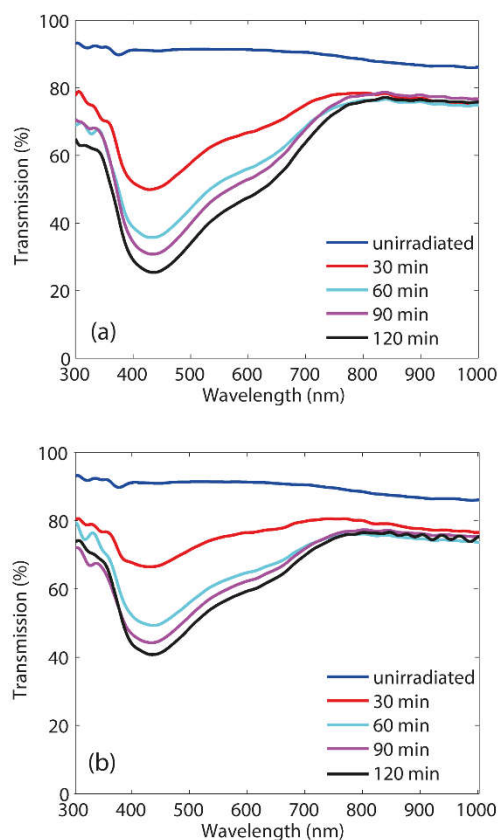 100
80
60
40
20
0
Transmission (%)
unirradiated
30 min
60 min
90 min
120 min
(a)
300 400 500 600 700 800 900 1000
Wavelength (nm)
100
80
60
40
20
0
Transmission (%)
unirradiated
30 min
60 min
90 min
120 min
(b)
300 400 500 600 700 800 900 1000
Wavelength (nm)